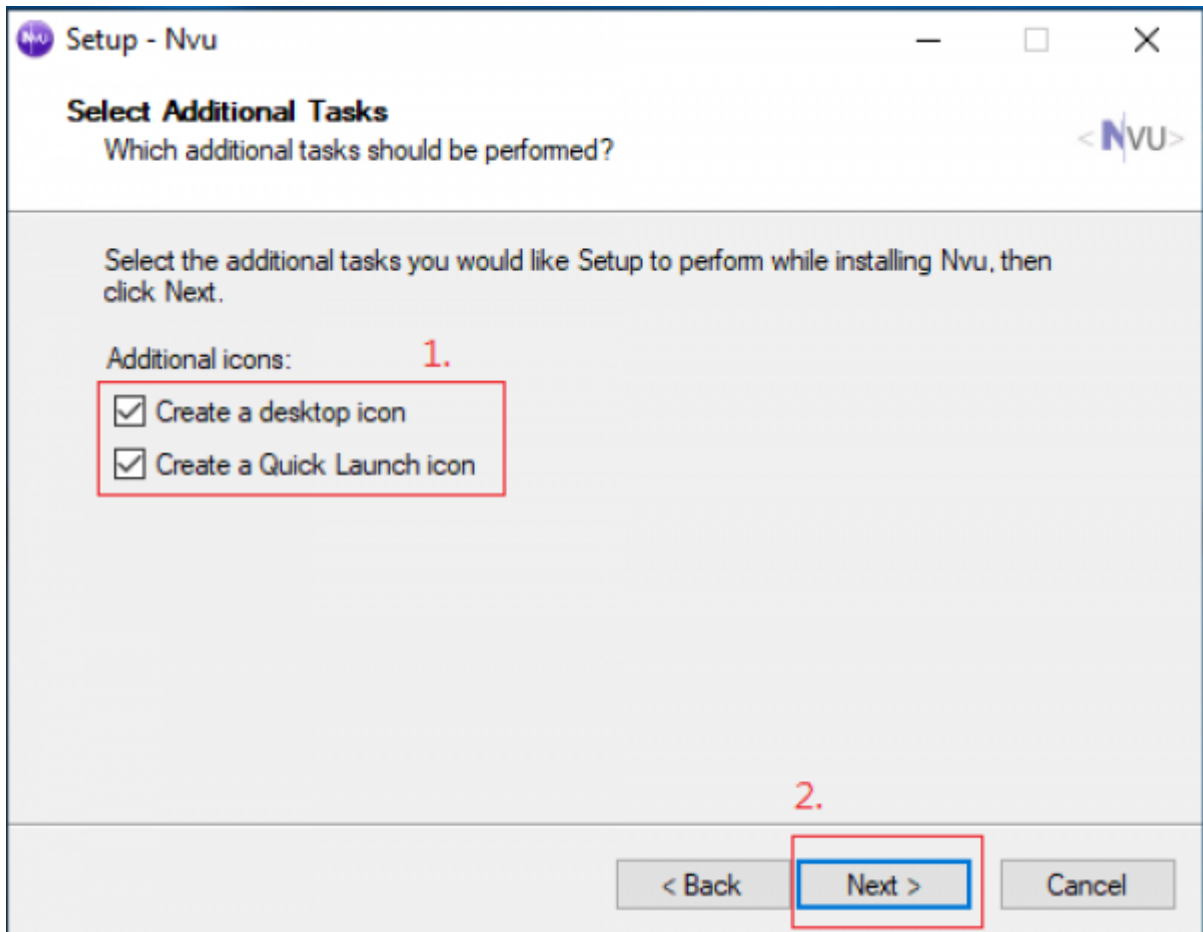 Setup - Nvu
Select Additional Tasks
Which additional tasks should be performed?
<NVU>
Select the additional tasks you would like Setup to perform while installing Nvu, then
click Next.
Additional icons:
1.
Create a desktop icon
Create a Quick Launch icon
2.
< Back
Next >
Cancel